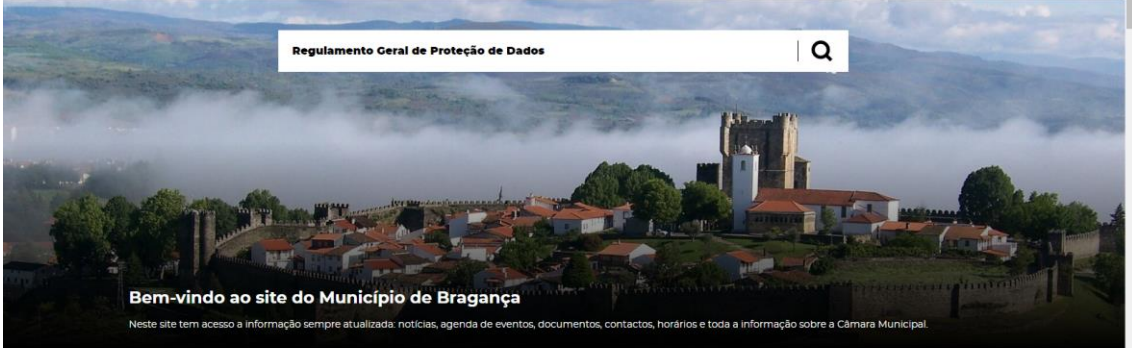 Regulamento Geral de Proteção de Dados
Bem-vindo ao site do Município de Bragança
Neste site tem acesso a informação sempre atualizada: notícias, agenda de eventos, documentos, contactos, horários e toda a informação sobre a Câmara Municipal.